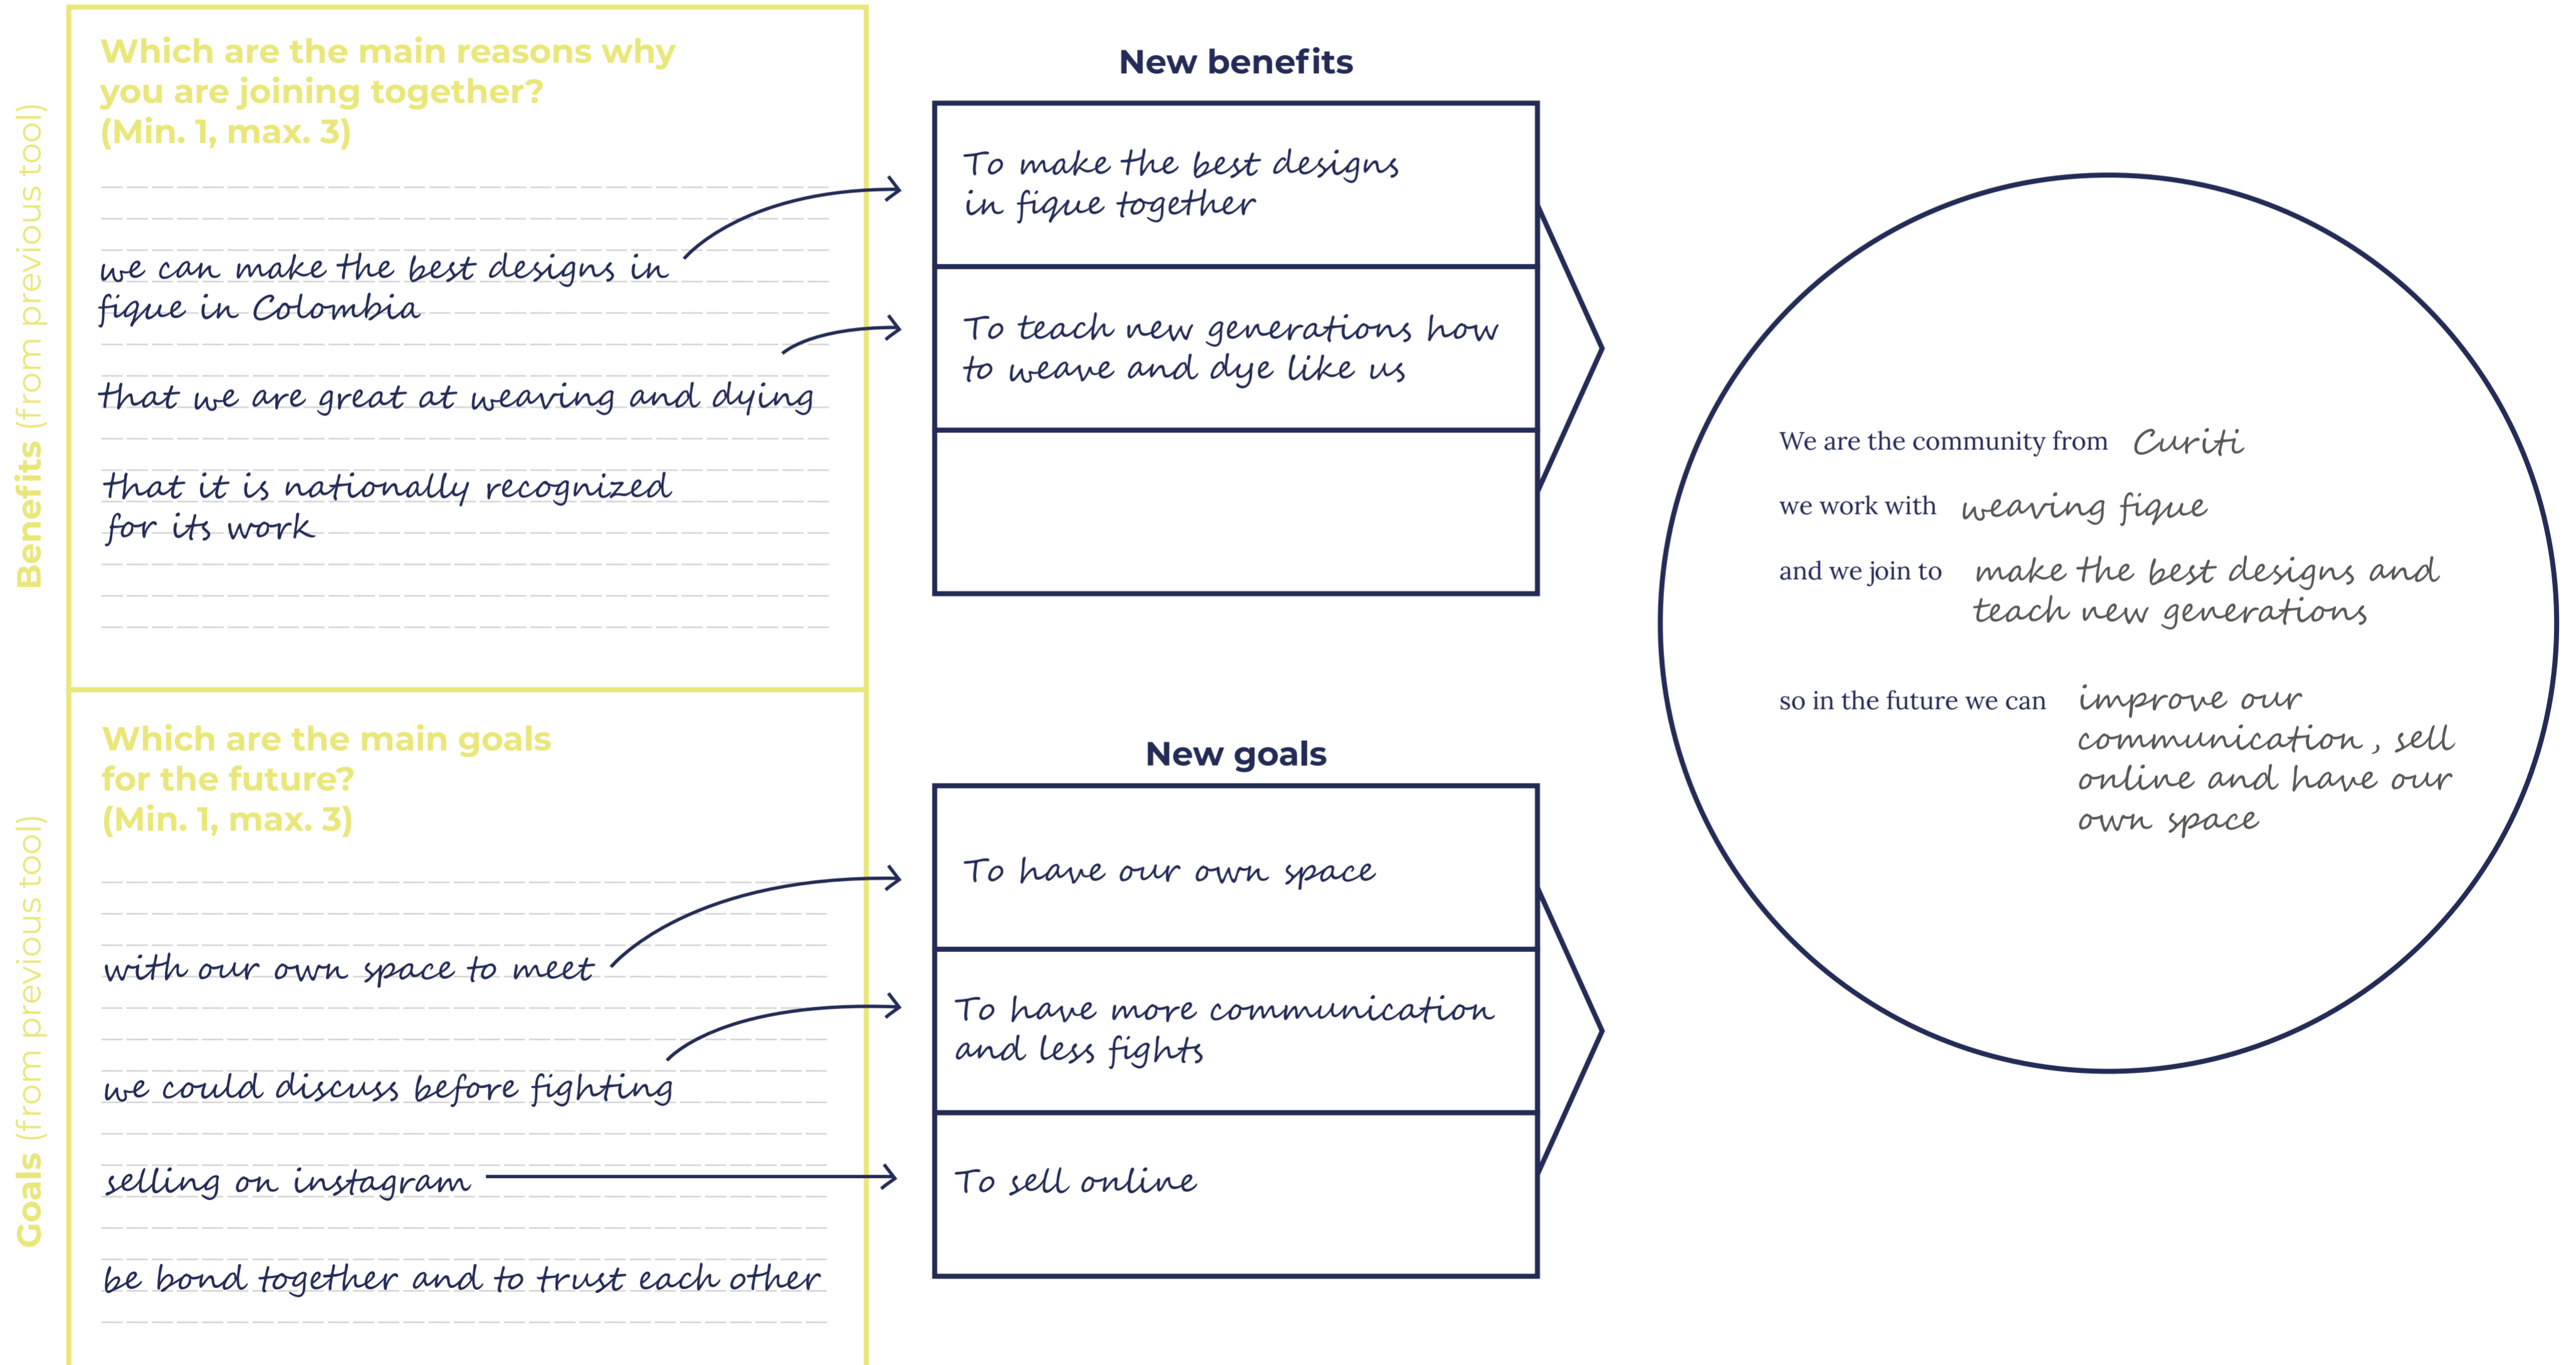 Benefits (from previous tool)
Which are the main reasons why
you are joining together?
(Min. 1, max. 3)
we can make the best designs in
fique in Colombia
that we are great at weaving and dying
that it is nationally recognized
for its work
New benefits
To make the best designs
in fique together
To teach new generations how
to weave and dye like us
Goals (from previous tool)
Which are the main goals
for the future?
(Min. 1, max. 3)
with our own space to meet
we could discuss before fighting
selling on instagram
be bond together and to trust each other
New goals
To have our own space
To have more communication
and less fights
To sell online
We are the community from Curiti
we work with weaving fique
and we join to make the best designs and
teach new generations
so in the future we can improve our
communication, sell
online and have our
own space